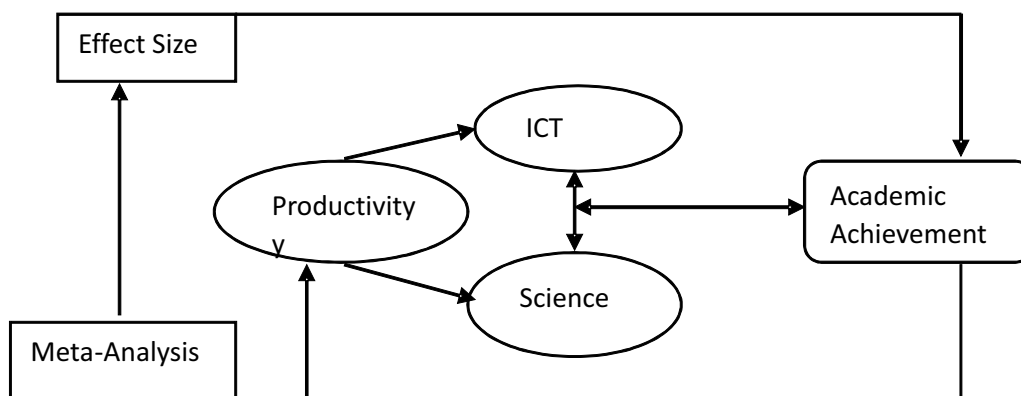 Effect Size
ICT
Productivity
y
Academic
Achievement
Science
Meta-Analysis